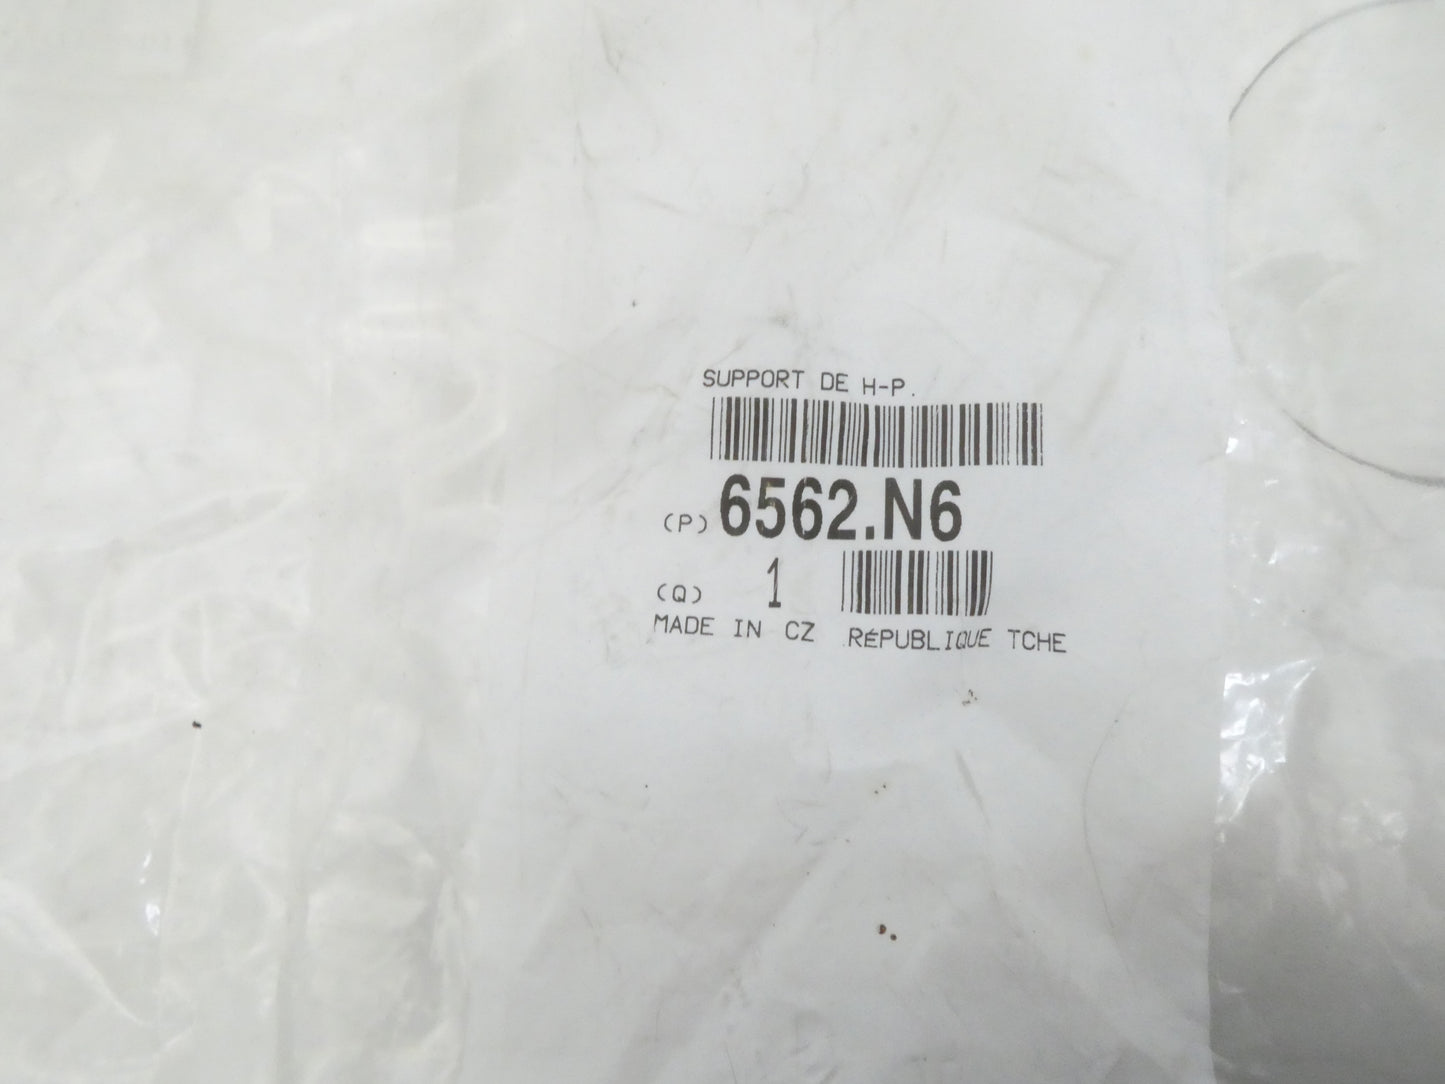 SUPPORT DE H-P.
(P) 6562.N6
(Q) 1
MADE IN CZ RÉPUBLIQUE TCHE